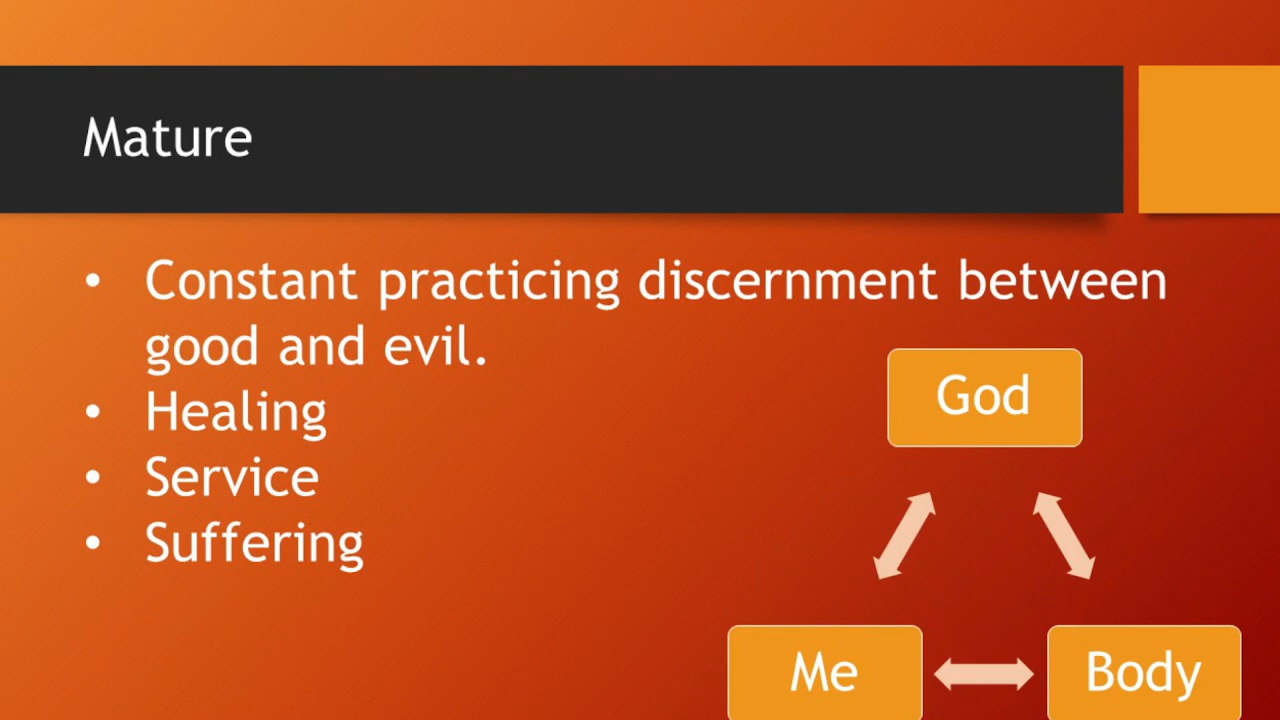 Mature
• Constant practicing discernment between
good and evil.
• Healing
• Service
• Suffering
God
Me
Body